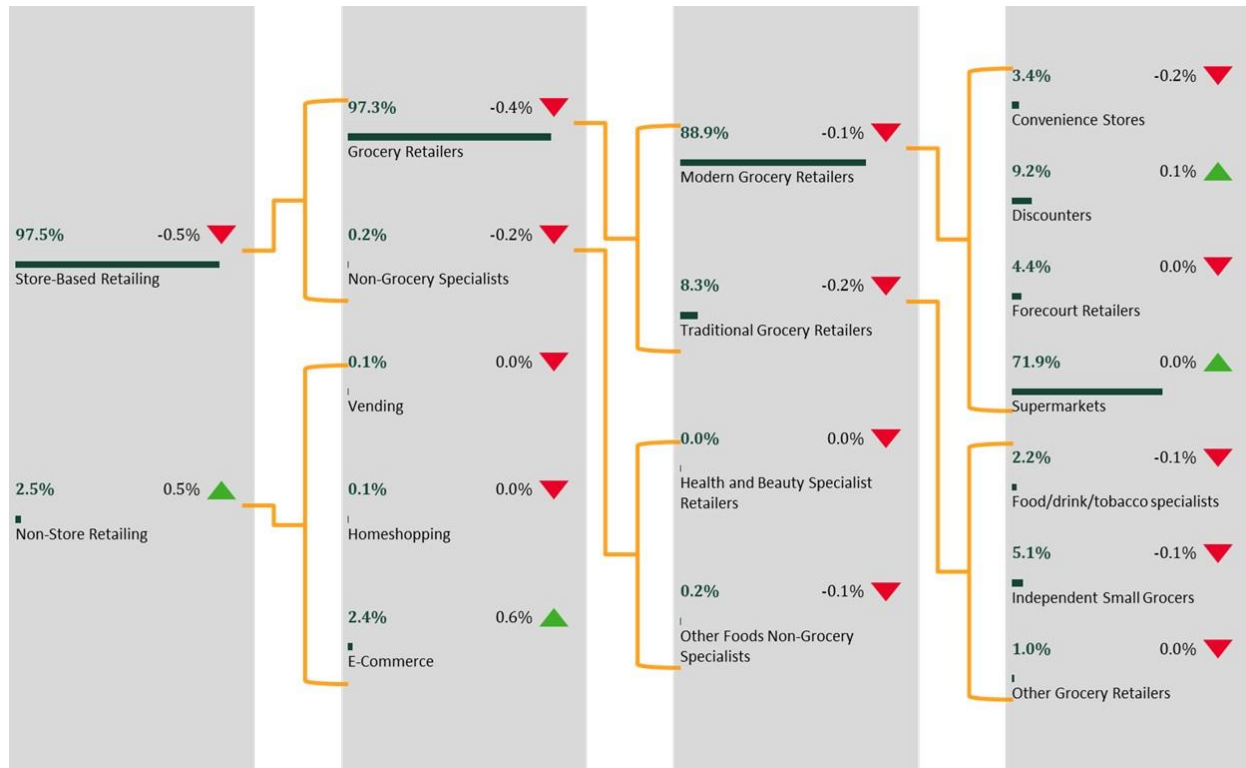 97.5% -0.5%
Store-Based Retailing
2.5% 0.5%
Non-Store Retailing
97.3% -0.4%
Grocery Retailers
0.2% -0.2%
Non-Grocery Specialists
0.1% 0.0%
Vending
0.1% 0.0%
Homeshopping
2.4% 0.6%
E-Commerce
88.9% -0.1%
Modern Grocery Retailers
8.3% -0.2%
Traditional Grocery Retailers
0.0% 0.0%
Health and Beauty Specialist
Retailers
0.2% -0.1%
Other Foods Non-Grocery
Specialists
3.4% -0.2%
Convenience Stores
9.2% 0.1%
Discounters
4.4% 0.0%
Forecourt Retailers
71.9% 0.0%
Supermarkets
2.2% -0.1%
Food/drink/tobacco specialists
5.1% -0.1%
Independent Small Grocers
1.0% 0.0%
Other Grocery Retailers